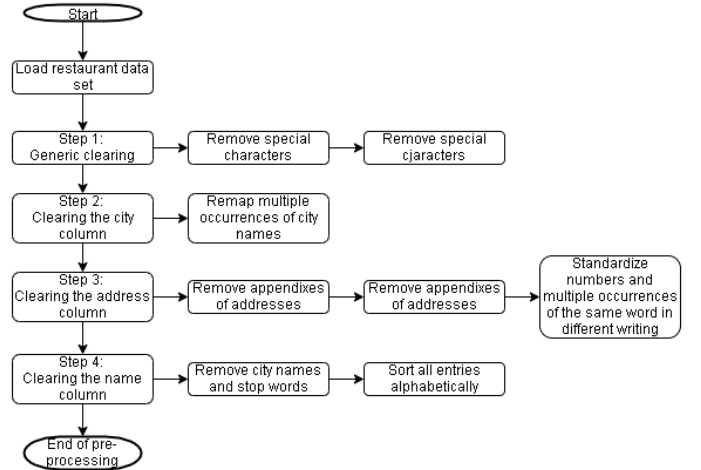 Start
Load restaurant data
set
Step 1:
Generic clearing
Remove special
characters
Remove special
cjaracters
Step 2:
Clearing the city
column
Remap multiple
occurrences of city
names
Step 3:
Clearing the address
column
Remove appendixes
of addresses
Remove appendixes
of addresses
Standardize
numbers and
multiple occurrences
of the same word in
different writing
Step 4:
Clearing the name
column
Remove city names
and stop words
Sort all entries
alphabetically
End of pre-
processing